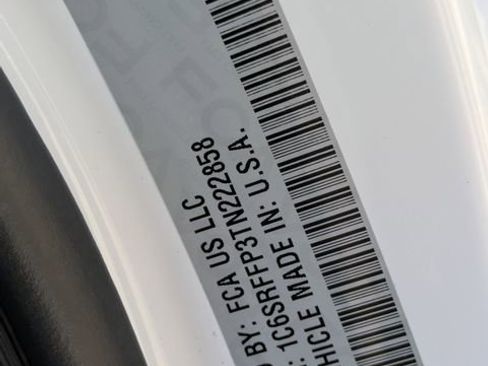 D BY: FCA US LLC
: 1C6SRFFP3TN222858
HICLE MADE IN: U.S.A.